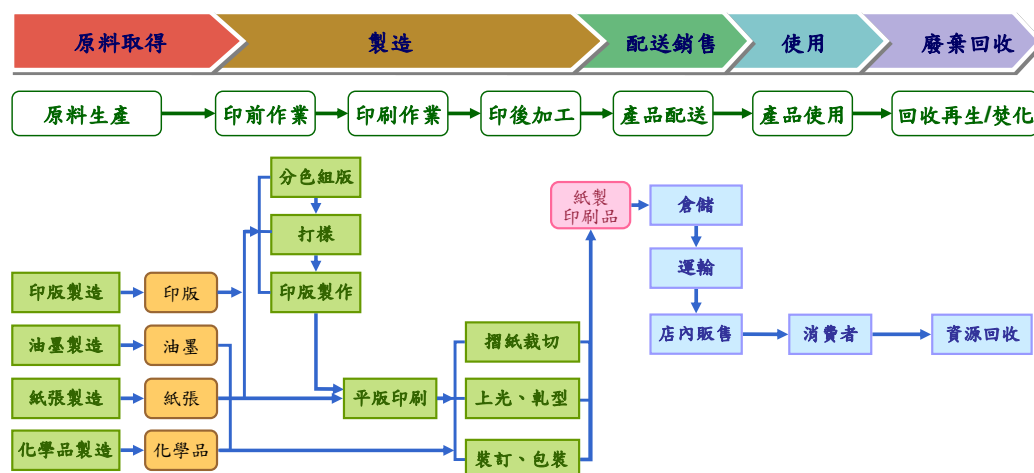 原料取得
製造
配送銷售
使用
廢棄回收
原料生產
印前作業
印刷作業
印後加工
產品配送
產品使用
回收再生/焚化
分色組版
打樣
印版製作
印版製造
印版
油墨製造
油墨
紙張製造
紙張
化學品製造
化學品
平版印刷
摺紙裁切
上光、軋型
裝訂、包裝
紙製
印刷品
倉儲
運輸
店內販售
消費者
資源回收